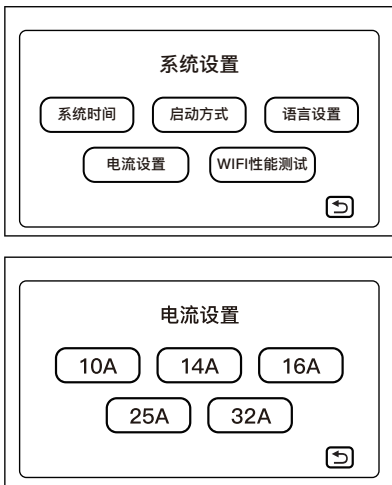 系统设置
系统时间 启动方式 语言设置
电流设置 WIFI性能测试
电流设置
10A 14A 16A
25A 32A